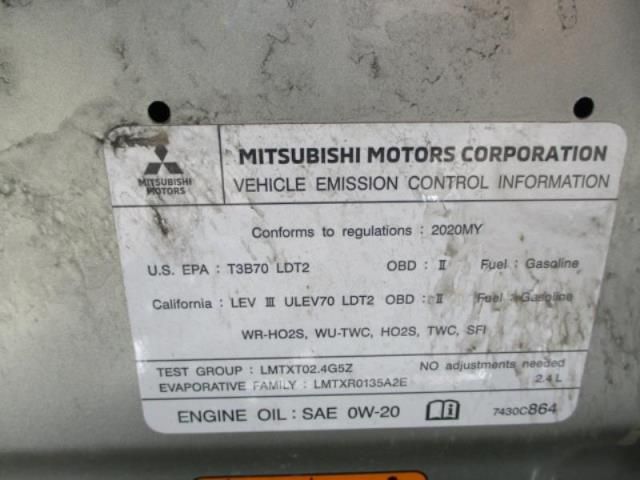 MITSUBISHI MOTORS CORPORATION
MITSUBISHI
MOTORS
VEHICLE EMISSION CONTROL INFORMATION
Conforms to regulations : 2020MY
U.S. EPA : T3B70 LDT2 OBD : II Fuel : Gasoline
California : LEV III ULEV70 LDT2 OBD : II Fuel : Gasoline
WR-HO2S, WU-TWC, HO2S, TWC, SFI
TEST GROUP : LMTXT02.4G5Z NO adjustments needed
EVAPORATIVE FAMILY : LMTXR0135A2E 2.4 L
ENGINE OIL : SAE 0W-20 7430C864